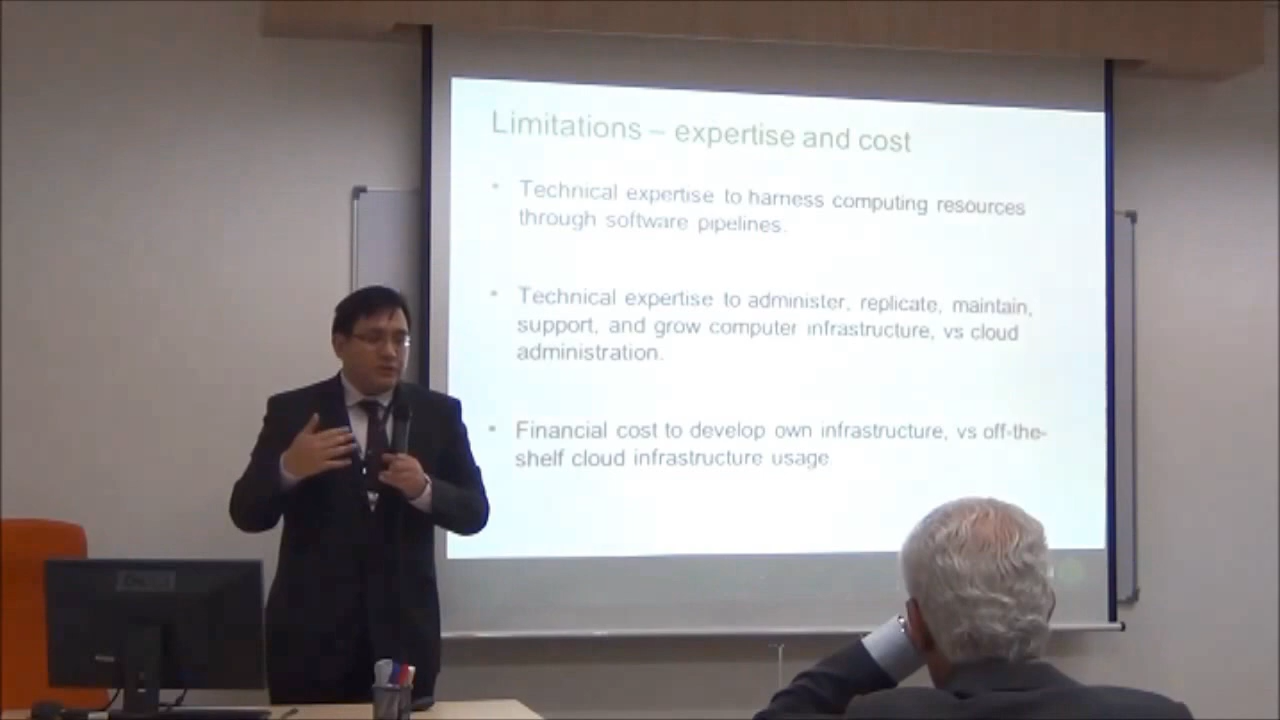 Limitations – expertise and cost
• Technical expertise to harness computing resources
through software pipelines.
• Technical expertise to administer, replicate, maintain,
support, and grow computer infrastructure, vs cloud
administration.
• Financial cost to develop own infrastructure, vs off-the-
shelf cloud infrastructure usage.